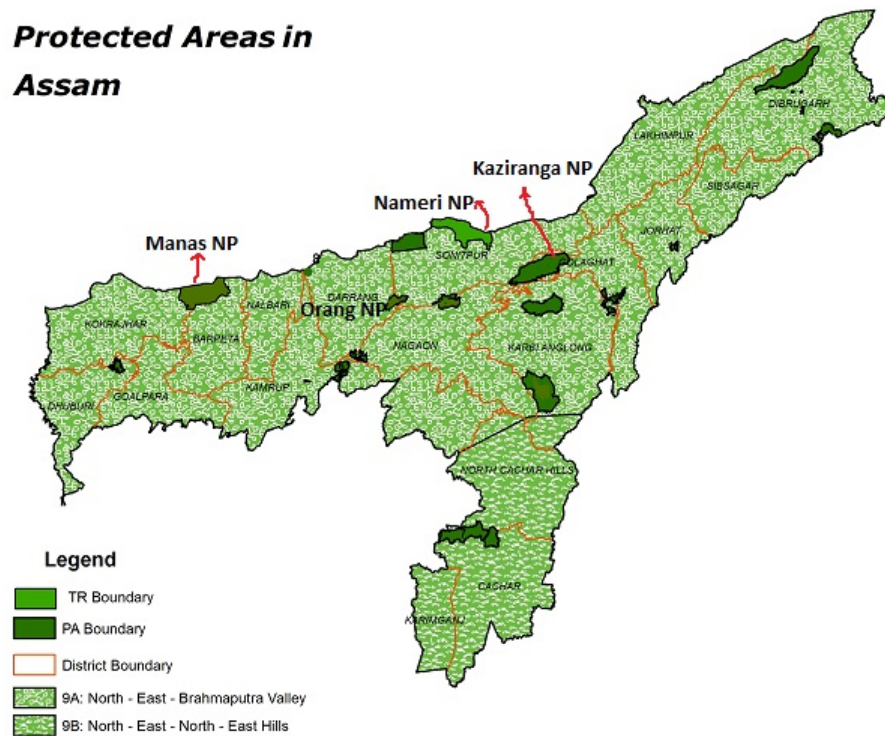 Protected Areas in
Assam
Kaziranga NP
Nameri NP
Manas NP
Orang NP
DIBRUGARH
LAKHIMPUR
SIBSAGAR
JORHAT
SONITPUR
DARRANG
NALBARI
KOKRAJHAR
BARPETA
NAGAON
KARBI ANGLONG
KAMRUP
GOALPARA
DHUBURI
NORTH CACHAR HILLS
CACHAR
KARIMGANJ
Legend
TR Boundary
PA Boundary
District Boundary
9A: North - East - Brahmaputra Valley
9B: North - East - North - East Hills